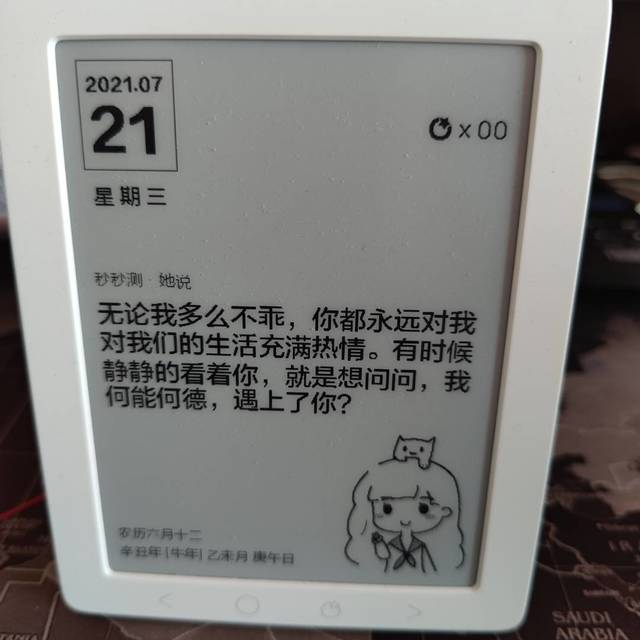 2021.07
21
x 00
星期三
秒秒测·她说
无论我多么不乖，你都永远对我
对我们的生活充满热情。有时候
静静的看着你，就是想问问，我
何能何德，遇上了你？
农历六月十二
辛丑年[牛年]乙未月 庚午日
SAUDI
ARABIA